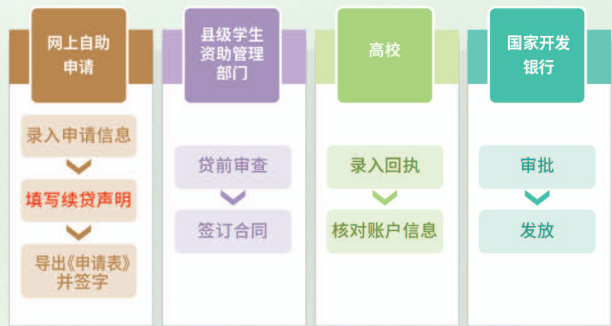 网上自助
申请
录入申请信息
填写续贷声明
导出《申请表》
并签字
县级学生
资助管理
部门
贷前审查
签订合同
高校
录入回执
核对账户信息
国家开发
银行
审批
发放